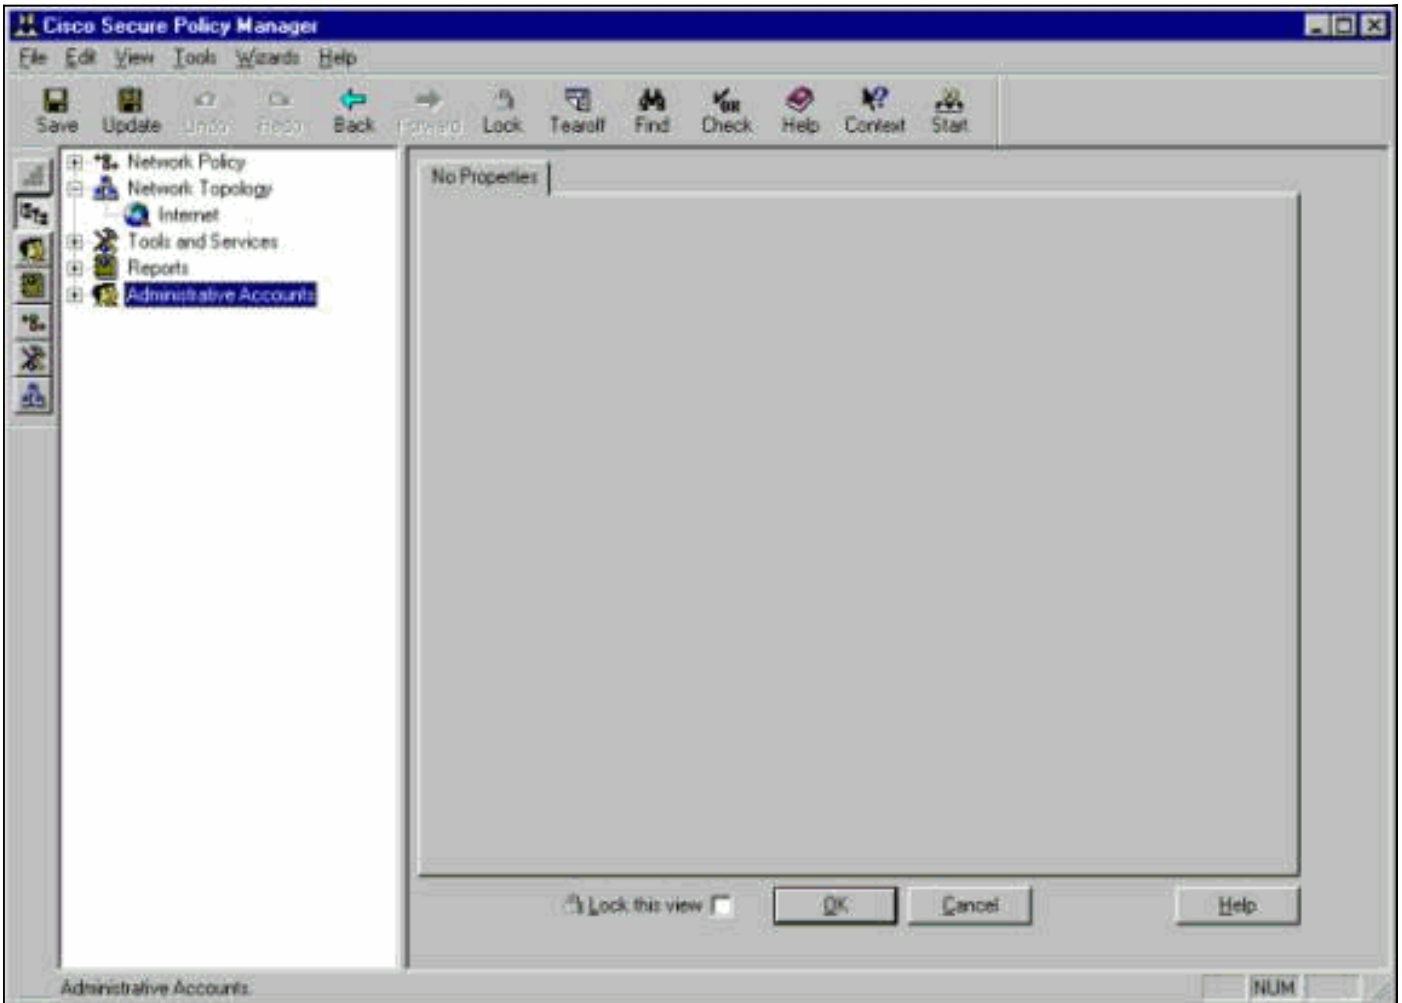 Cisco Secure Policy Manager
File Edit View Tools Wizards Help
Save Update Undo Redo Back Forward Lock Tearoff Find Check Help Context Start
Network Policy
Network Topology
Internet
Tools and Services
Reports
Administrative Accounts
No Properties
Lock this view OK Cancel Help
Administrative Accounts NUM